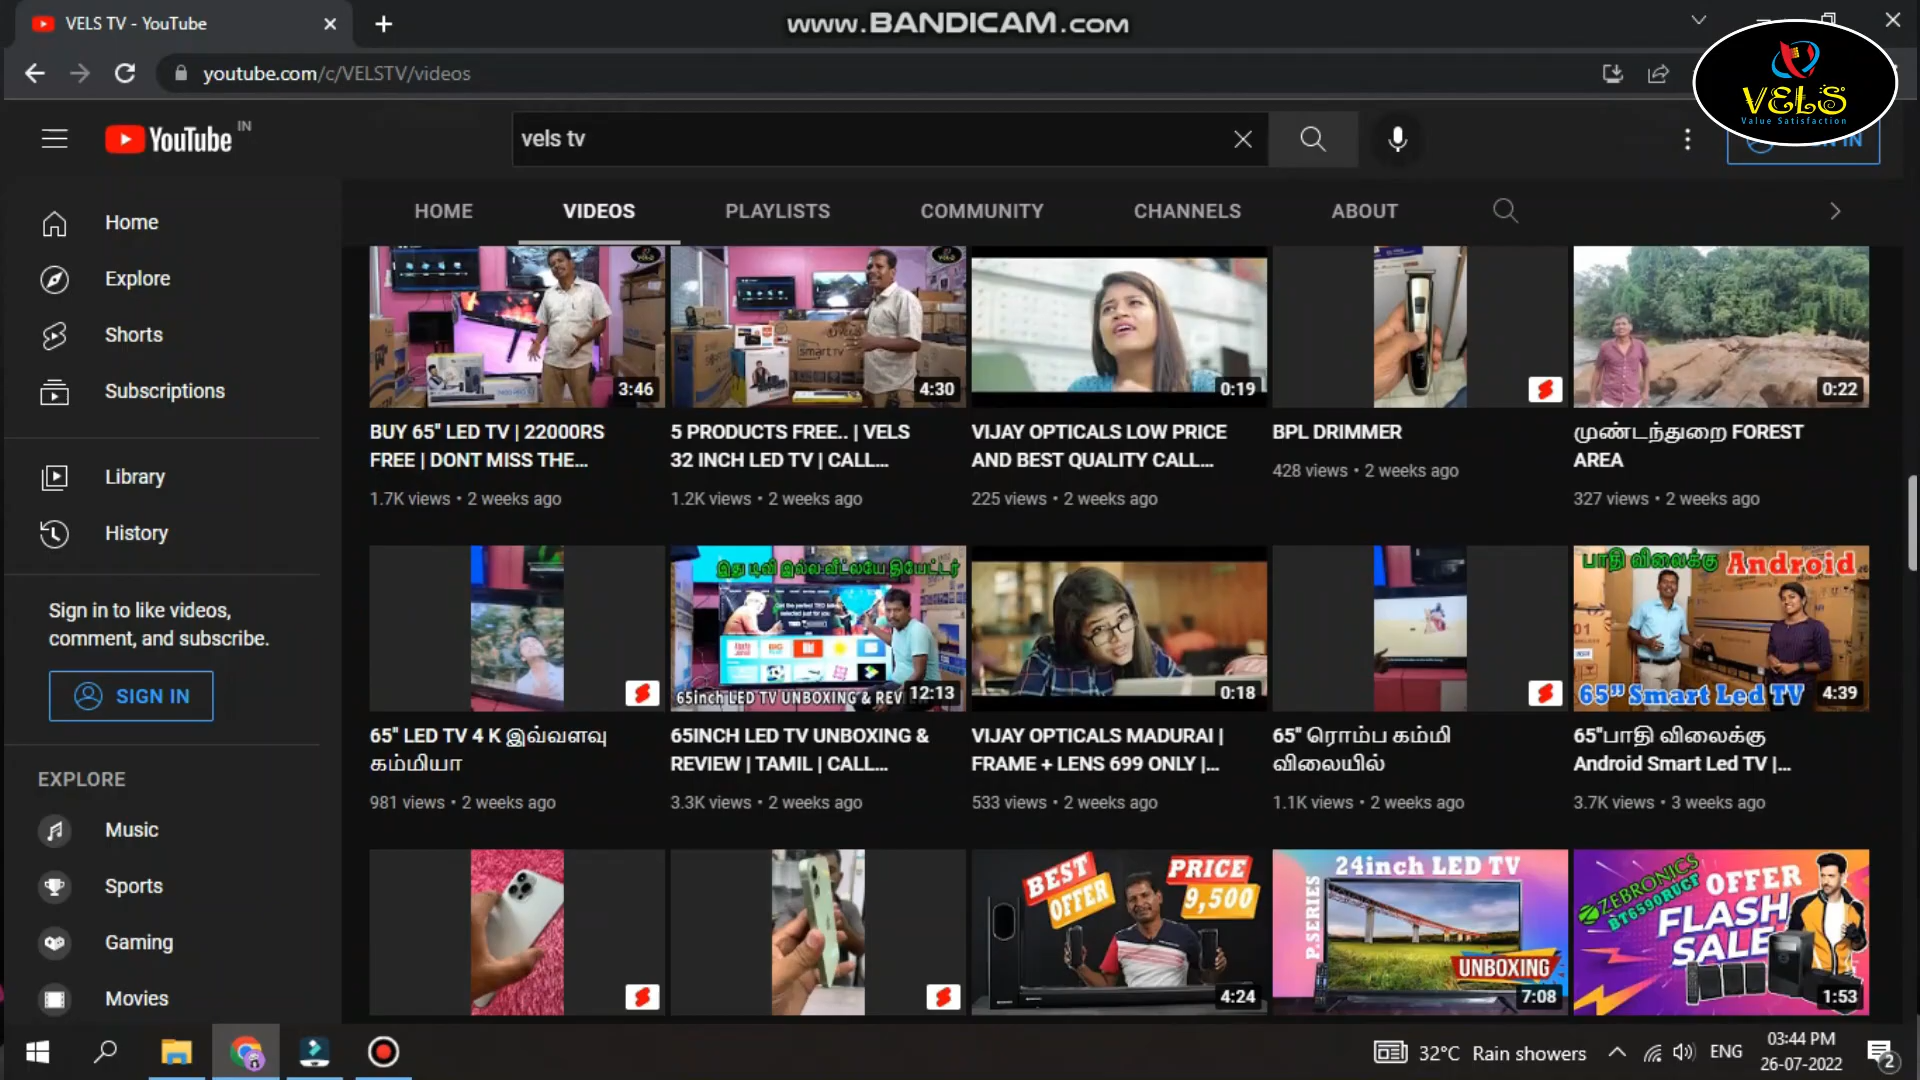 VELS TV - YouTube
www.BANDICAM.com
youtube.com/c/VELSTV/videos
VELS
Value Satisfaction
YouTube IN
vels tv
HOME
VIDEOS
PLAYLISTS
COMMUNITY
CHANNELS
ABOUT
Home
Explore
Shorts
Subscriptions
Library
History
Sign in to like videos,
comment, and subscribe.
SIGN IN
EXPLORE
Music
Sports
Gaming
Movies
3:46
BUY 65" LED TV | 22000RS
FREE | DONT MISS THE...
1.7K views • 2 weeks ago
smart TV
4:30
5 PRODUCTS FREE.. | VELS
32 INCH LED TV | CALL...
1.2K views • 2 weeks ago
0:19
VIJAY OPTICALS LOW PRICE
AND BEST QUALITY CALL...
225 views • 2 weeks ago
BPL DRIMMER
428 views • 2 weeks ago
0:22
முண்டந்துறை FOREST
AREA
327 views • 2 weeks ago
65" LED TV 4 K இவ்வளவு
கம்மியா
981 views • 2 weeks ago
இது டிவி இல்ல வீட்லயே தியேட்டர்
65inch LED TV UNBOXING & REV
12:13
65INCH LED TV UNBOXING &
REVIEW | TAMIL | CALL...
3.3K views • 2 weeks ago
0:18
VIJAY OPTICALS MADURAI |
FRAME + LENS 699 ONLY |...
533 views • 2 weeks ago
65" ரொம்ப கம்மி
விலையில்
1.1K views • 2 weeks ago
பாதி விலைக்கு Android
65" Smart Led TV
4:39
65"பாதி விலைக்கு
Android Smart Led TV |...
3.7K views • 3 weeks ago
BEST
OFFER
PRICE
9,500
4:24
24inch LED TV
P.SERIES
UNBOXING
7:08
ZEBRONICS
BT6590RUCF
OFFER
FLASH
SALE
1:53
32°C Rain showers
ENG
03:44 PM
26-07-2022
2